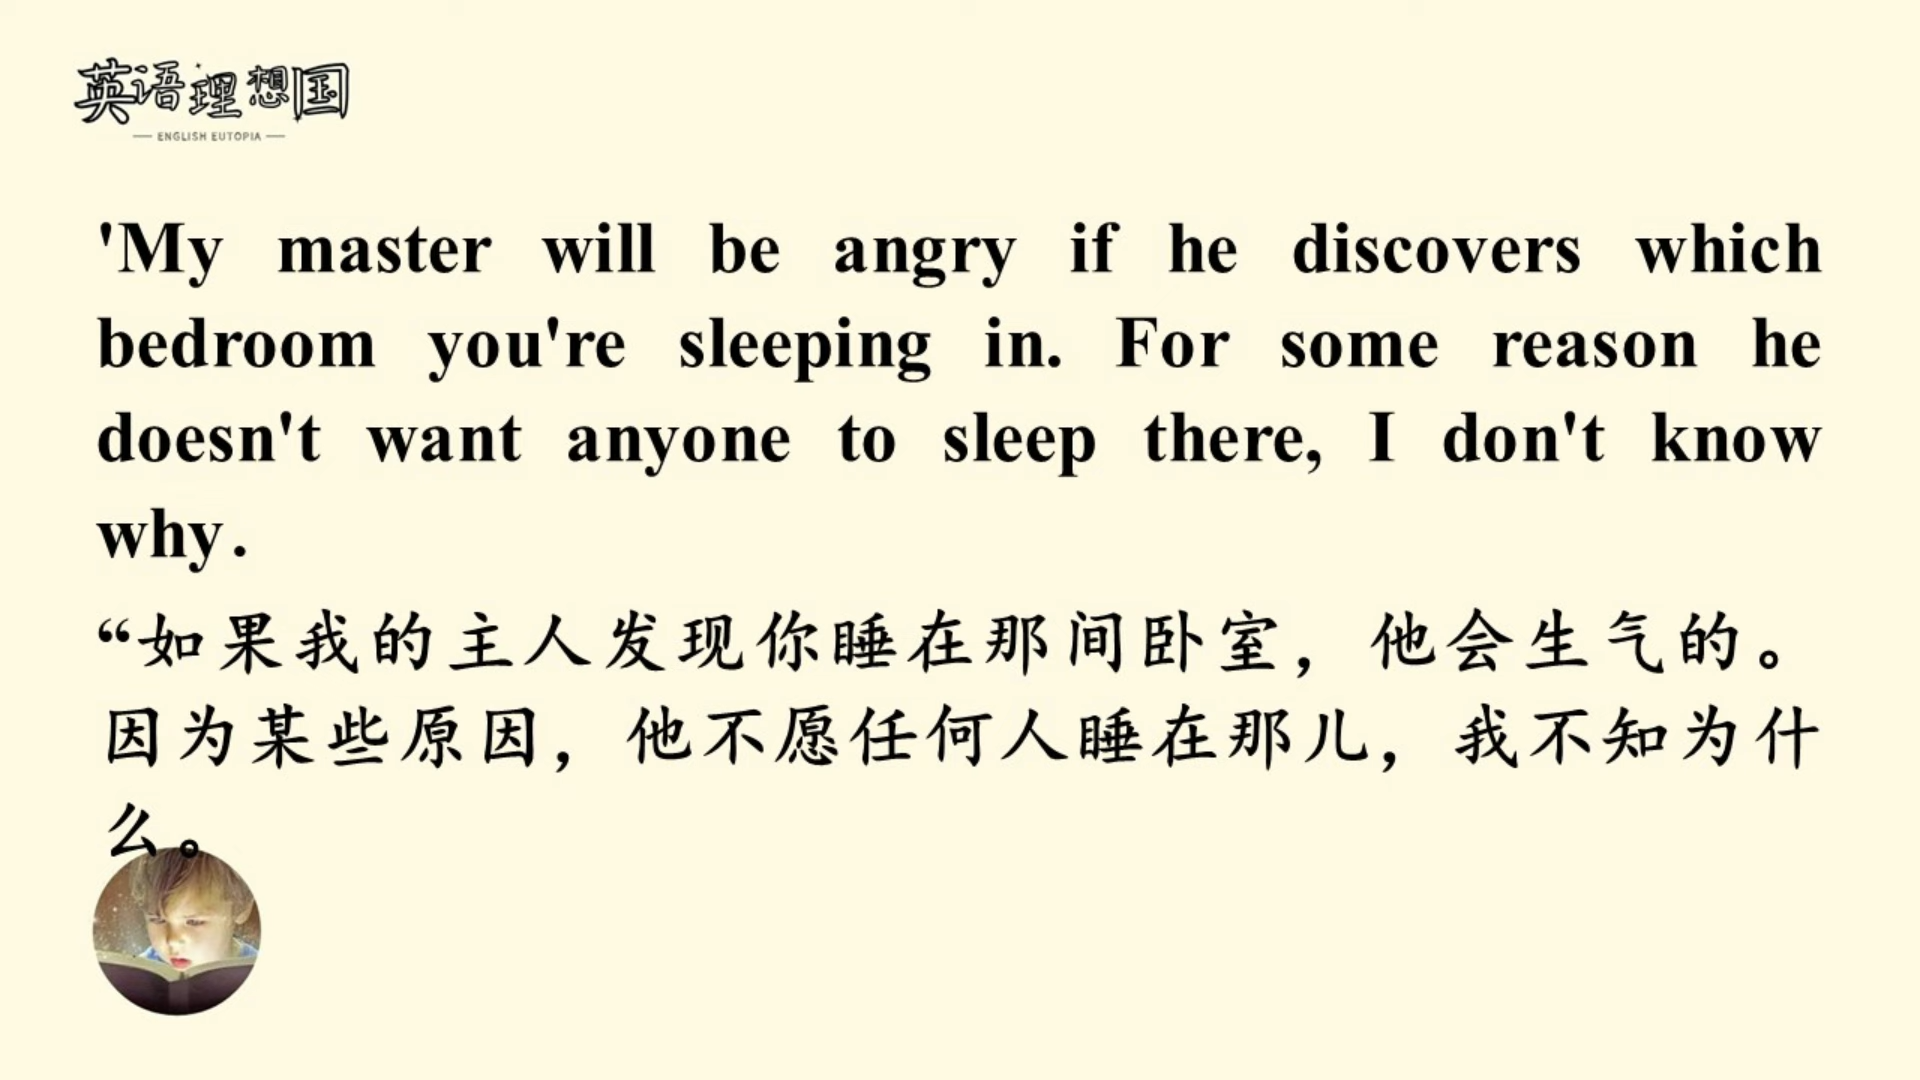 英语理想国
ENGLISH EUTOPIA
'My master will be angry if he discovers which
bedroom you're sleeping in. For some reason he
doesn't want anyone to sleep there, I don't know
why.
“如果我的主人发现你睡在那间卧室，他会生气的。
因为某些原因，他不愿任何人睡在那儿，我不知为什
么。